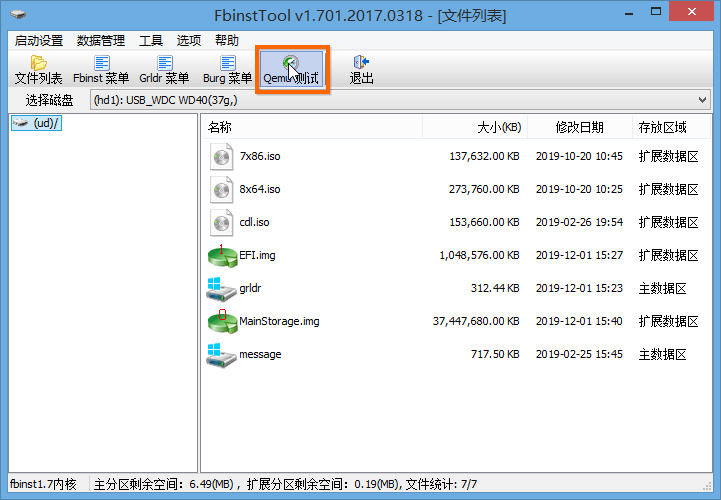 FbinstTool v1.701.2017.0318 - [文件列表]
启动设置 数据管理 工具 选项 帮助
文件列表 Fbinst 菜单 Grldr 菜单 Burg 菜单 Qemu 测试 退出
选择磁盘 (hd1): USB_WDC WD40(37g,)
(ud)/
名称 大小(KB) 修改日期 存放区域
7x86.iso 137,632.00 KB 2019-10-20 10:45 扩展数据区
8x64.iso 273,760.00 KB 2019-10-20 10:25 扩展数据区
cdl.iso 153,660.00 KB 2019-02-26 19:54 扩展数据区
1 EFI.img 1,048,576.00 KB 2019-12-01 15:27 扩展数据区
grldr 312.44 KB 2019-12-01 15:23 主数据区
0 MainStorage.img 37,447,680.00 KB 2019-12-01 15:40 扩展数据区
message 717.50 KB 2019-02-25 15:45 主数据区
fbinst1.7内核 主分区剩余空间：6.49(MB) , 扩展分区剩余空间：0.19(MB), 文件统计: 7/7